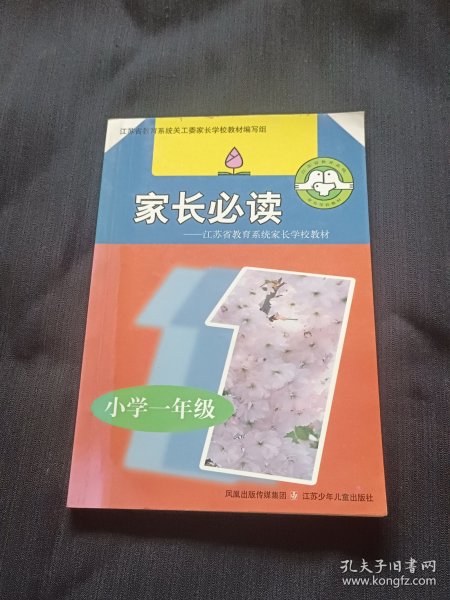 江苏省教育系统关工委家长学校教材编写组
家长必读
——江苏省教育系统家长学校教材
小学一年级
凤凰出版传媒集团 江苏少年儿童出版社
孔夫子旧书网
www.kongfz.com